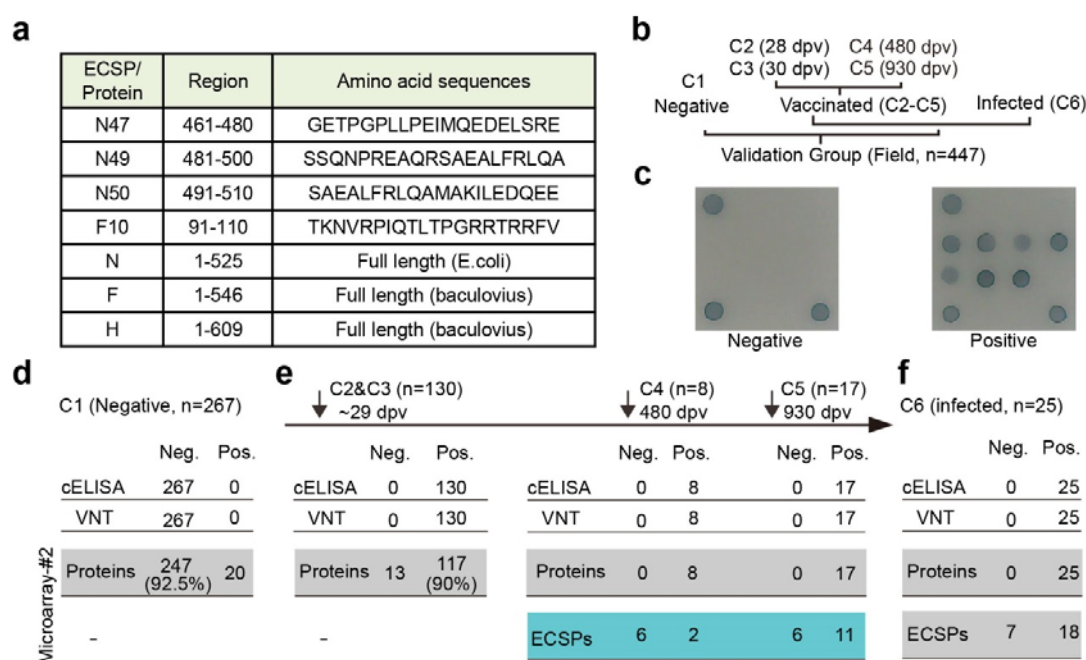 a
ECSP/ Protein Region Amino acid sequences
N47 461-480 GETPGPLLPEIMQEDELSRE
N49 481-500 SSQNPREAQRSAEALFRLQA
N50 491-510 SAEALFRLQAMAKILEDQEE
F10 91-110 TKNVRPIQTLTPGRRTRRFV
N 1-525 Full length (E.coli)
F 1-546 Full length (baculovius)
H 1-609 Full length (baculovius)
b
C2 (28 dpv) C4 (480 dpv)
C3 (30 dpv) C5 (930 dpv)
C1
Negative Vaccinated (C2-C5) Infected (C6)
Validation Group (Field, n=447)
c
Negative Positive
d
C1 (Negative, n=267)
Neg. Pos.
cELISA 267 0
VNT 267 0
Microarray-#2
Proteins 247 (92.5%) 20
-
e
C2&C3 (n=130) C4 (n=8) C5 (n=17)
~29 dpv 480 dpv 930 dpv
Neg. Pos.
cELISA 0 130
VNT 0 130
Proteins 13 117 (90%)
-
Neg. Pos. Neg. Pos.
cELISA 0 8 0 17
VNT 0 8 0 17
Proteins 0 8 0 17
ECSPs 6 2 6 11
f
C6 (infected, n=25)
Neg. Pos.
cELISA 0 25
VNT 0 25
Proteins 0 25
ECSPs 7 18